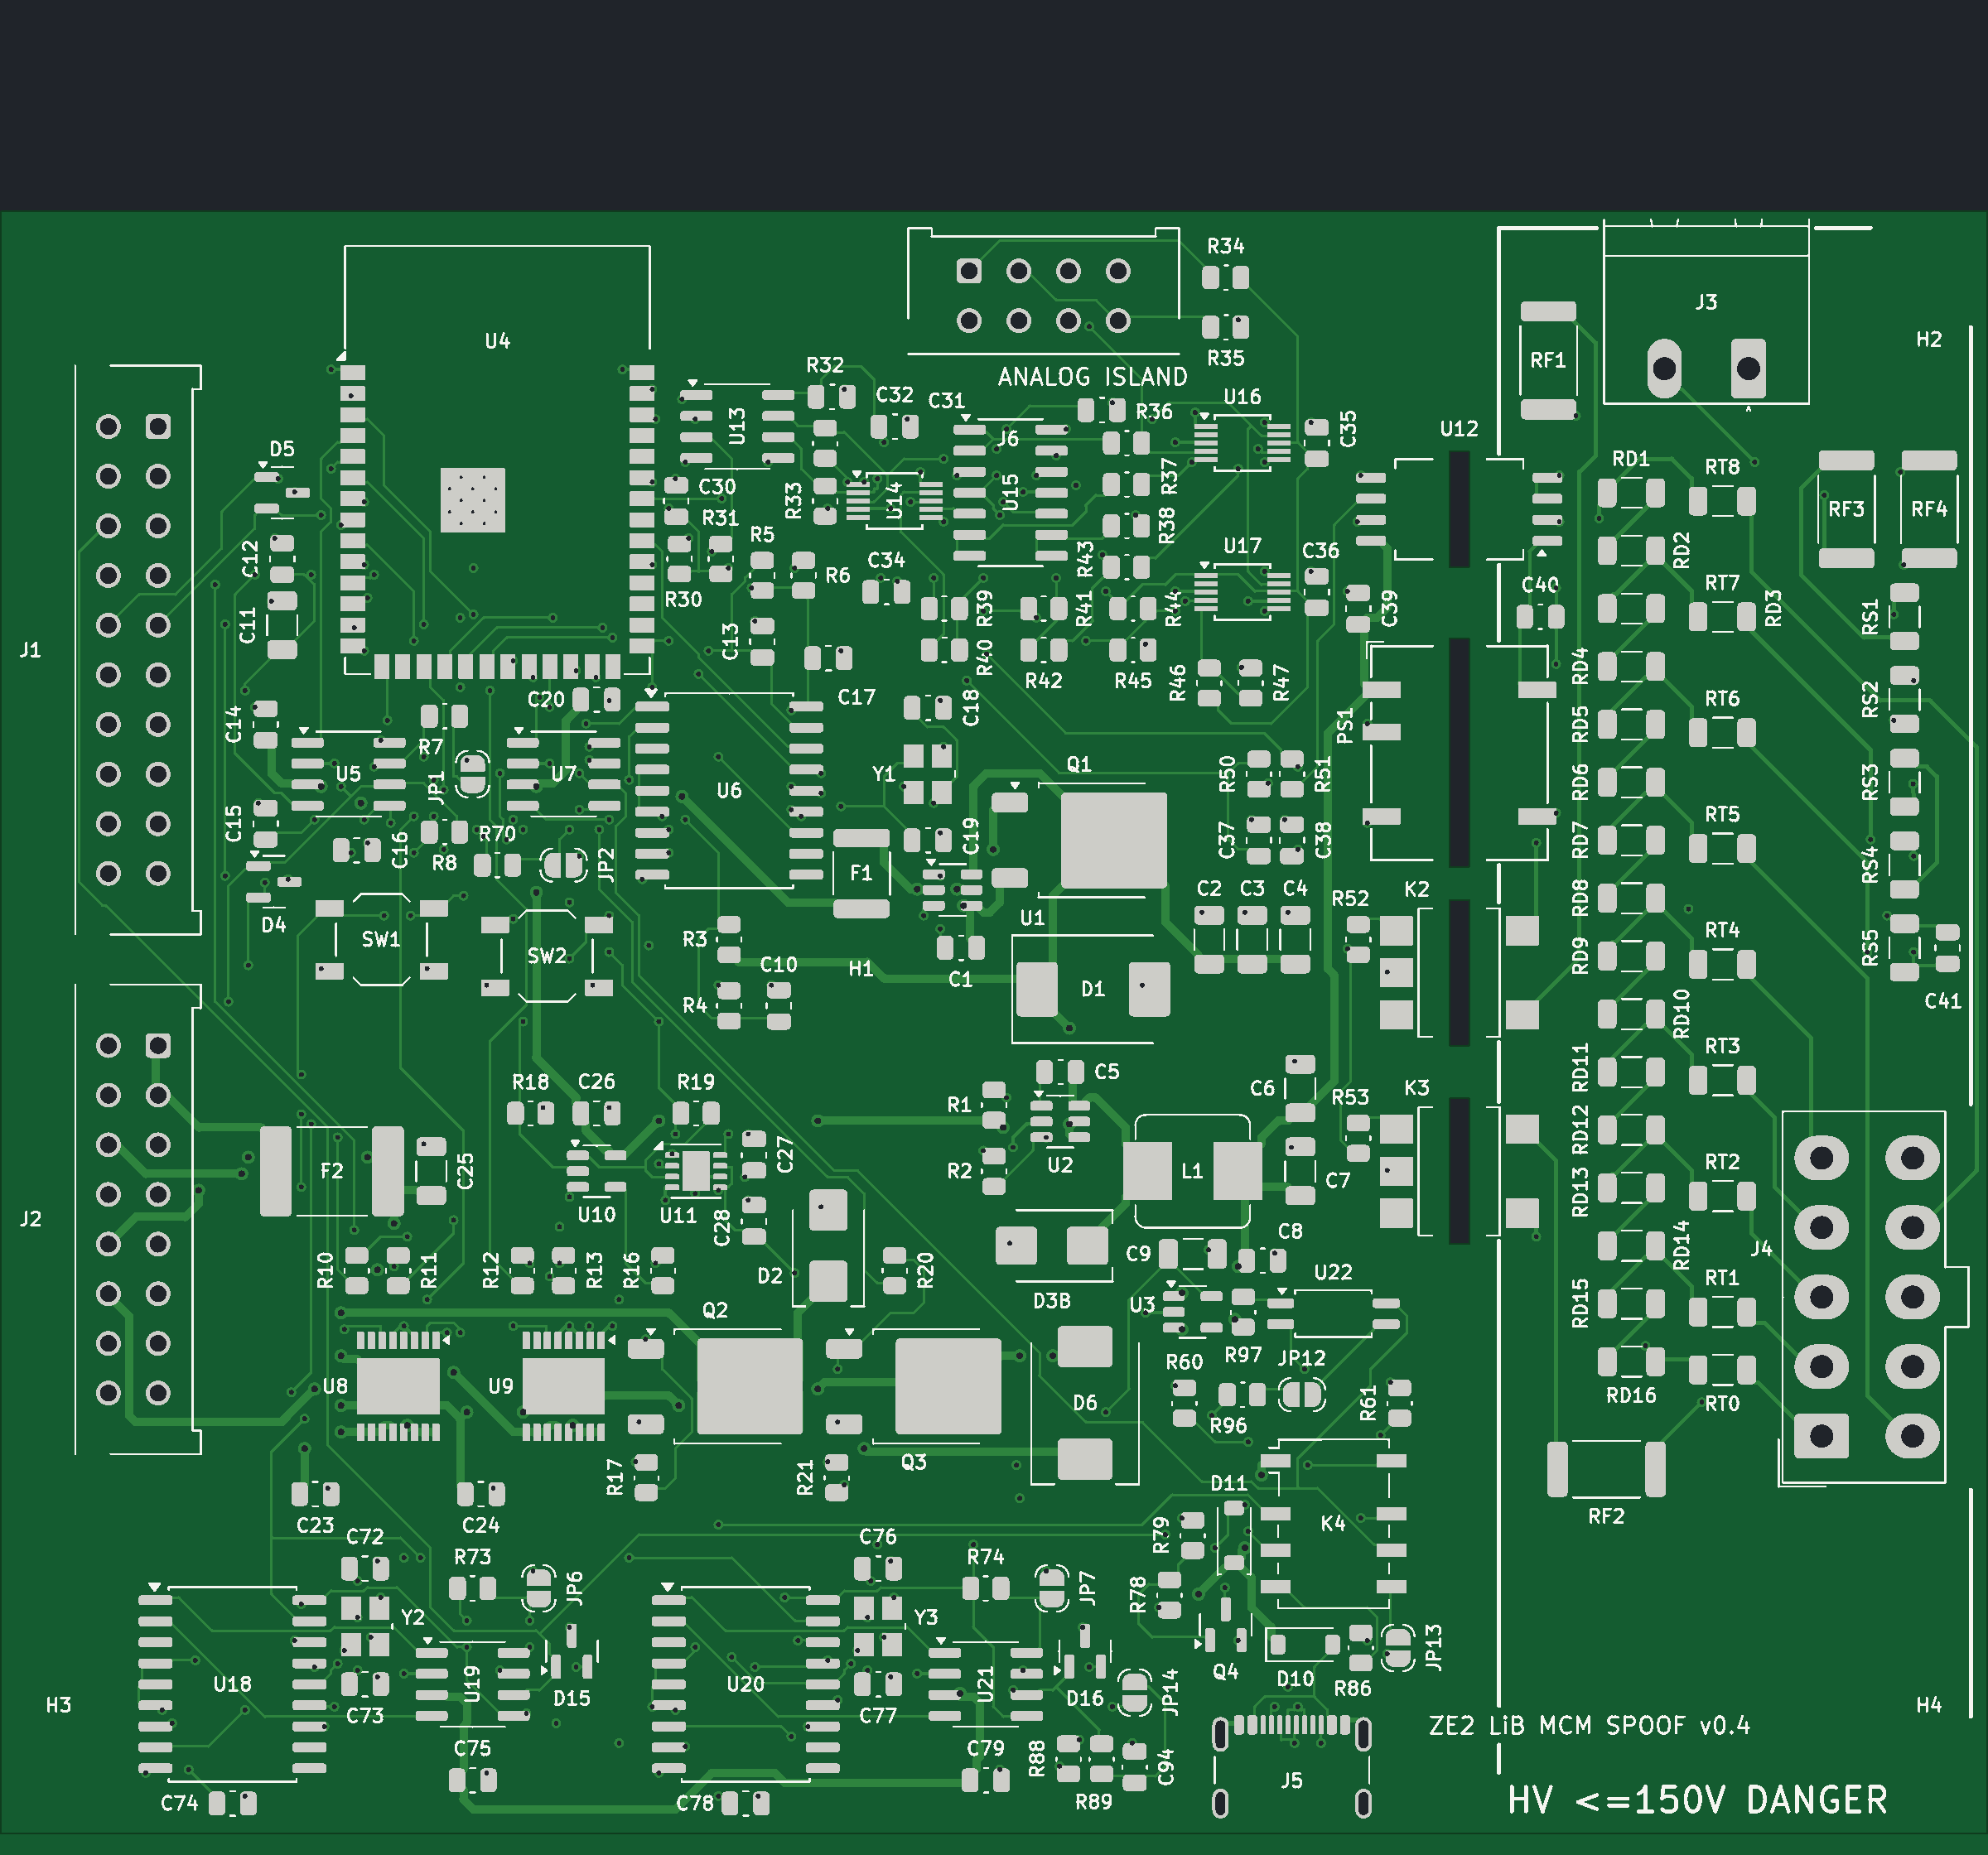 R34
J3
H2
U4
R35
RF1
R32
ANALOG ISLAND
C32
C31
U16
R36
U13
J6
C35
U12
D5
RD1
RT8
R37
C30
R33
U14
U15
RF3
RF4
R31
R38
R5
U17
R43
RD2
C12
R6
C34
C36
C40
R30
RT7
RD3
C11
R39
R41
R44
C39
RS1
C13
J1
R40
R42
R45
R46
R47
RD4
C20
C17
C18
RT6
RS2
C14
R7
PS1
RD5
U5
JP1
U7
U6
Y1
Q1
R50
R51
RD6
RS3
C15
R70
RT5
C16
R8
JP2
C19
C37
C38
RD7
F1
RS4
C2
C3
C4
K2
R52
RD8
D4
U1
SW1
R3
RT4
SW2
H1
C1
RD9
RS5
C10
D1
R4
C41
RD10
RT3
C5
C6
K3
RD11
R18
C26
R19
R1
R53
RD12
C27
U2
RT2
F2
C25
R2
L1
C7
RD13
U10
U11
J2
C28
C8
RD14
J4
R10
R11
R12
R13
R16
D2
R20
C9
U22
RT1
D3B
U3
RD15
Q2
R97
R60
JP12
U8
U9
D6
R61
RD16
RT0
R96
Q3
R17
R21
D11
C23
C24
K4
RF2
C72
R73
C76
R74
R79
JP6
JP7
R78
Y2
Y3
JP13
Q4
D10
U18
U19
D15
U20
U21
D16
JP14
R86
H3
H4
C73
C77
ZE2 LiB MCM SPOOF v0.4
C75
C79
R88
C94
J5
C74
C78
R89
HV <=150V DANGER